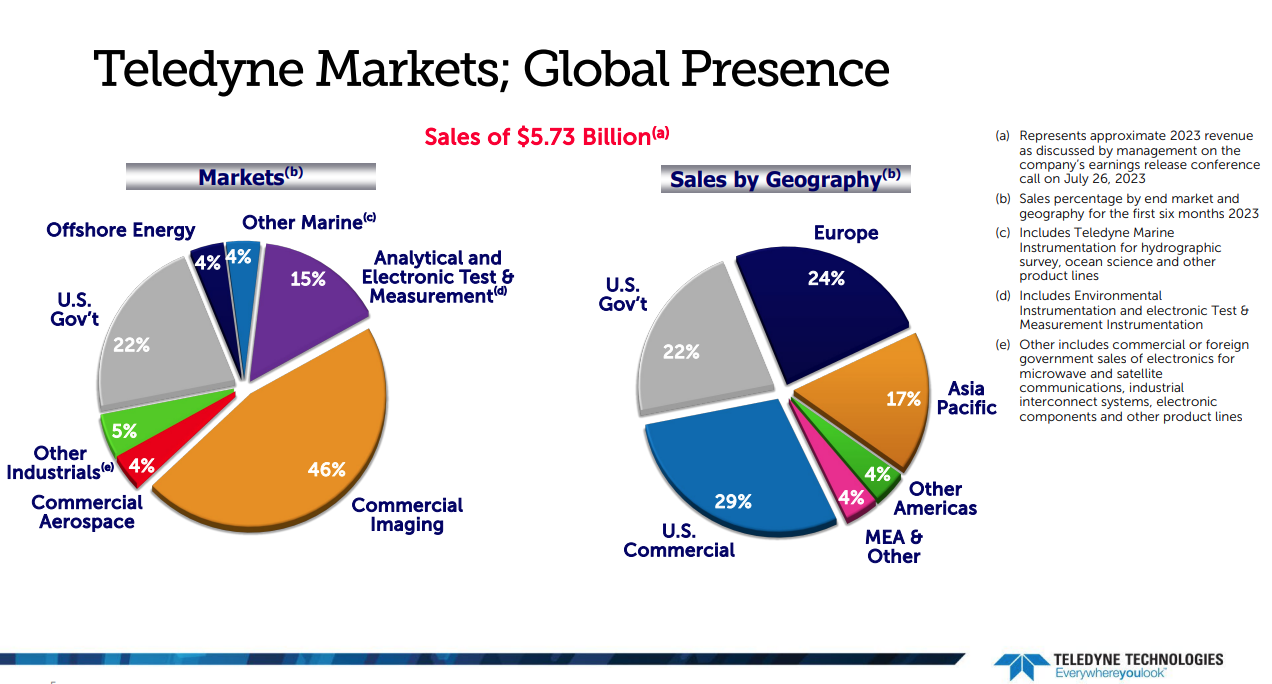 Teledyne Markets; Global Presence
Sales of $5.73 Billion(a)
Markets(b)
Offshore Energy
Other Marine(c)
Analytical and
Electronic Test &
Measurement(d)
U.S.
Gov't
4%
4%
15%
22%
5%
4%
46%
Other
Industrials(e)
Commercial
Aerospace
Commercial
Imaging
Sales by Geography(b)
Europe
U.S.
Gov't
24%
22%
17%
Asia
Pacific
29%
4%
4%
Other
Americas
U.S.
Commercial
MEA &
Other
(a) Represents approximate 2023 revenue
as discussed by management on the
company's earnings release conference
call on July 26, 2023
(b) Sales percentage by end market and
geography for the first six months 2023
(c) Includes Teledyne Marine
Instrumentation for hydrographic
survey, ocean science and other
product lines
(d) Includes Environmental
Instrumentation and electronic Test &
Measurement Instrumentation
(e) Other includes commercial or foreign
government sales of electronics for
microwave and satellite
communications, industrial
interconnect systems, electronic
components and other product lines
TELEDYNE TECHNOLOGIES
Everywhereyoulook™